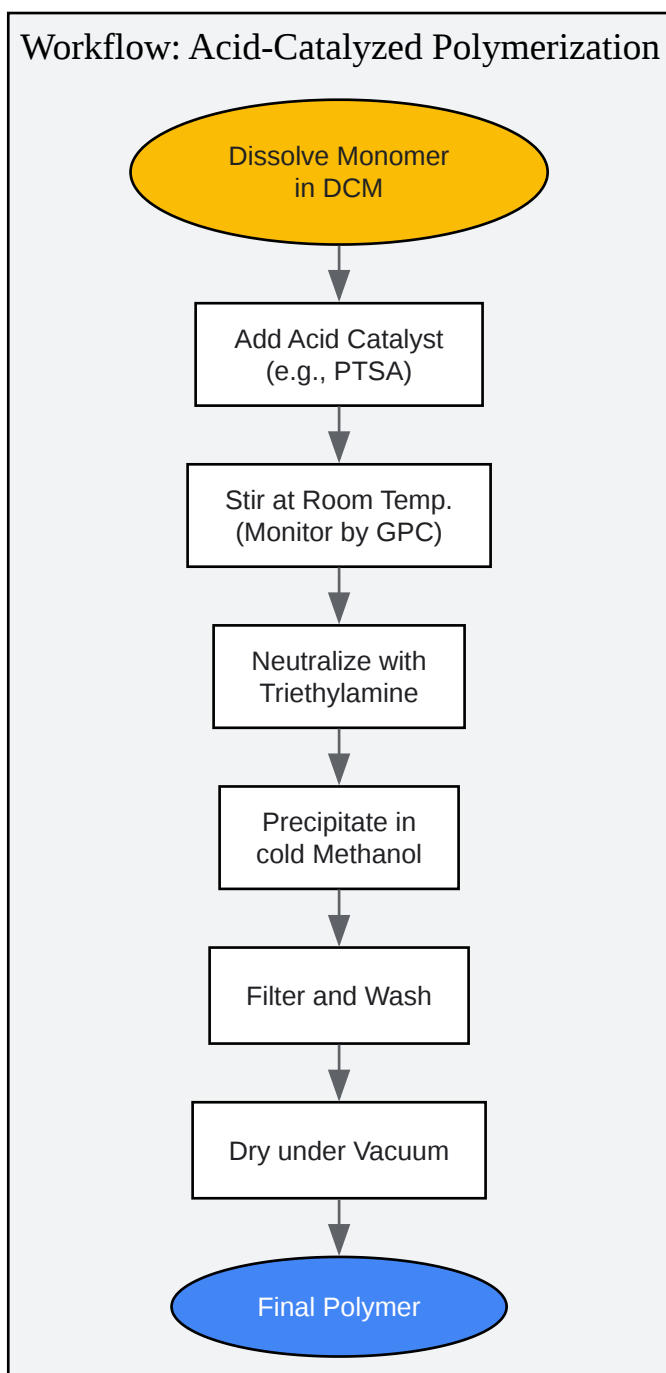 Workflow: Acid-Catalyzed Polymerization
Dissolve Monomer
in DCM
Add Acid Catalyst
(e.g., PTSA)
Stir at Room Temp.
(Monitor by GPC)
Neutralize with
Triethylamine
Precipitate in
cold Methanol
Filter and Wash
Dry under Vacuum
Final Polymer